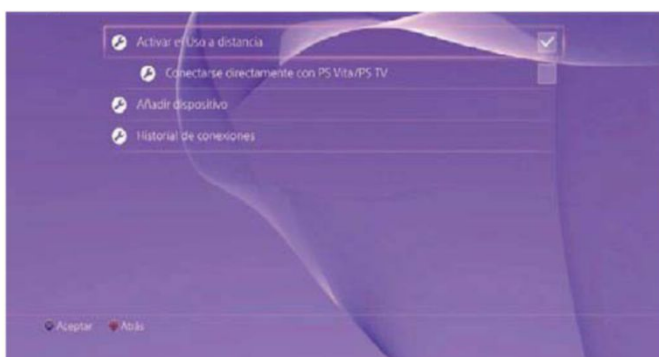 Activar el Uso a distancia
Conectarse directamente con PS Vita/PS TV
Añadir dispositivo
Historial de conexiones
Aceptar Atrás